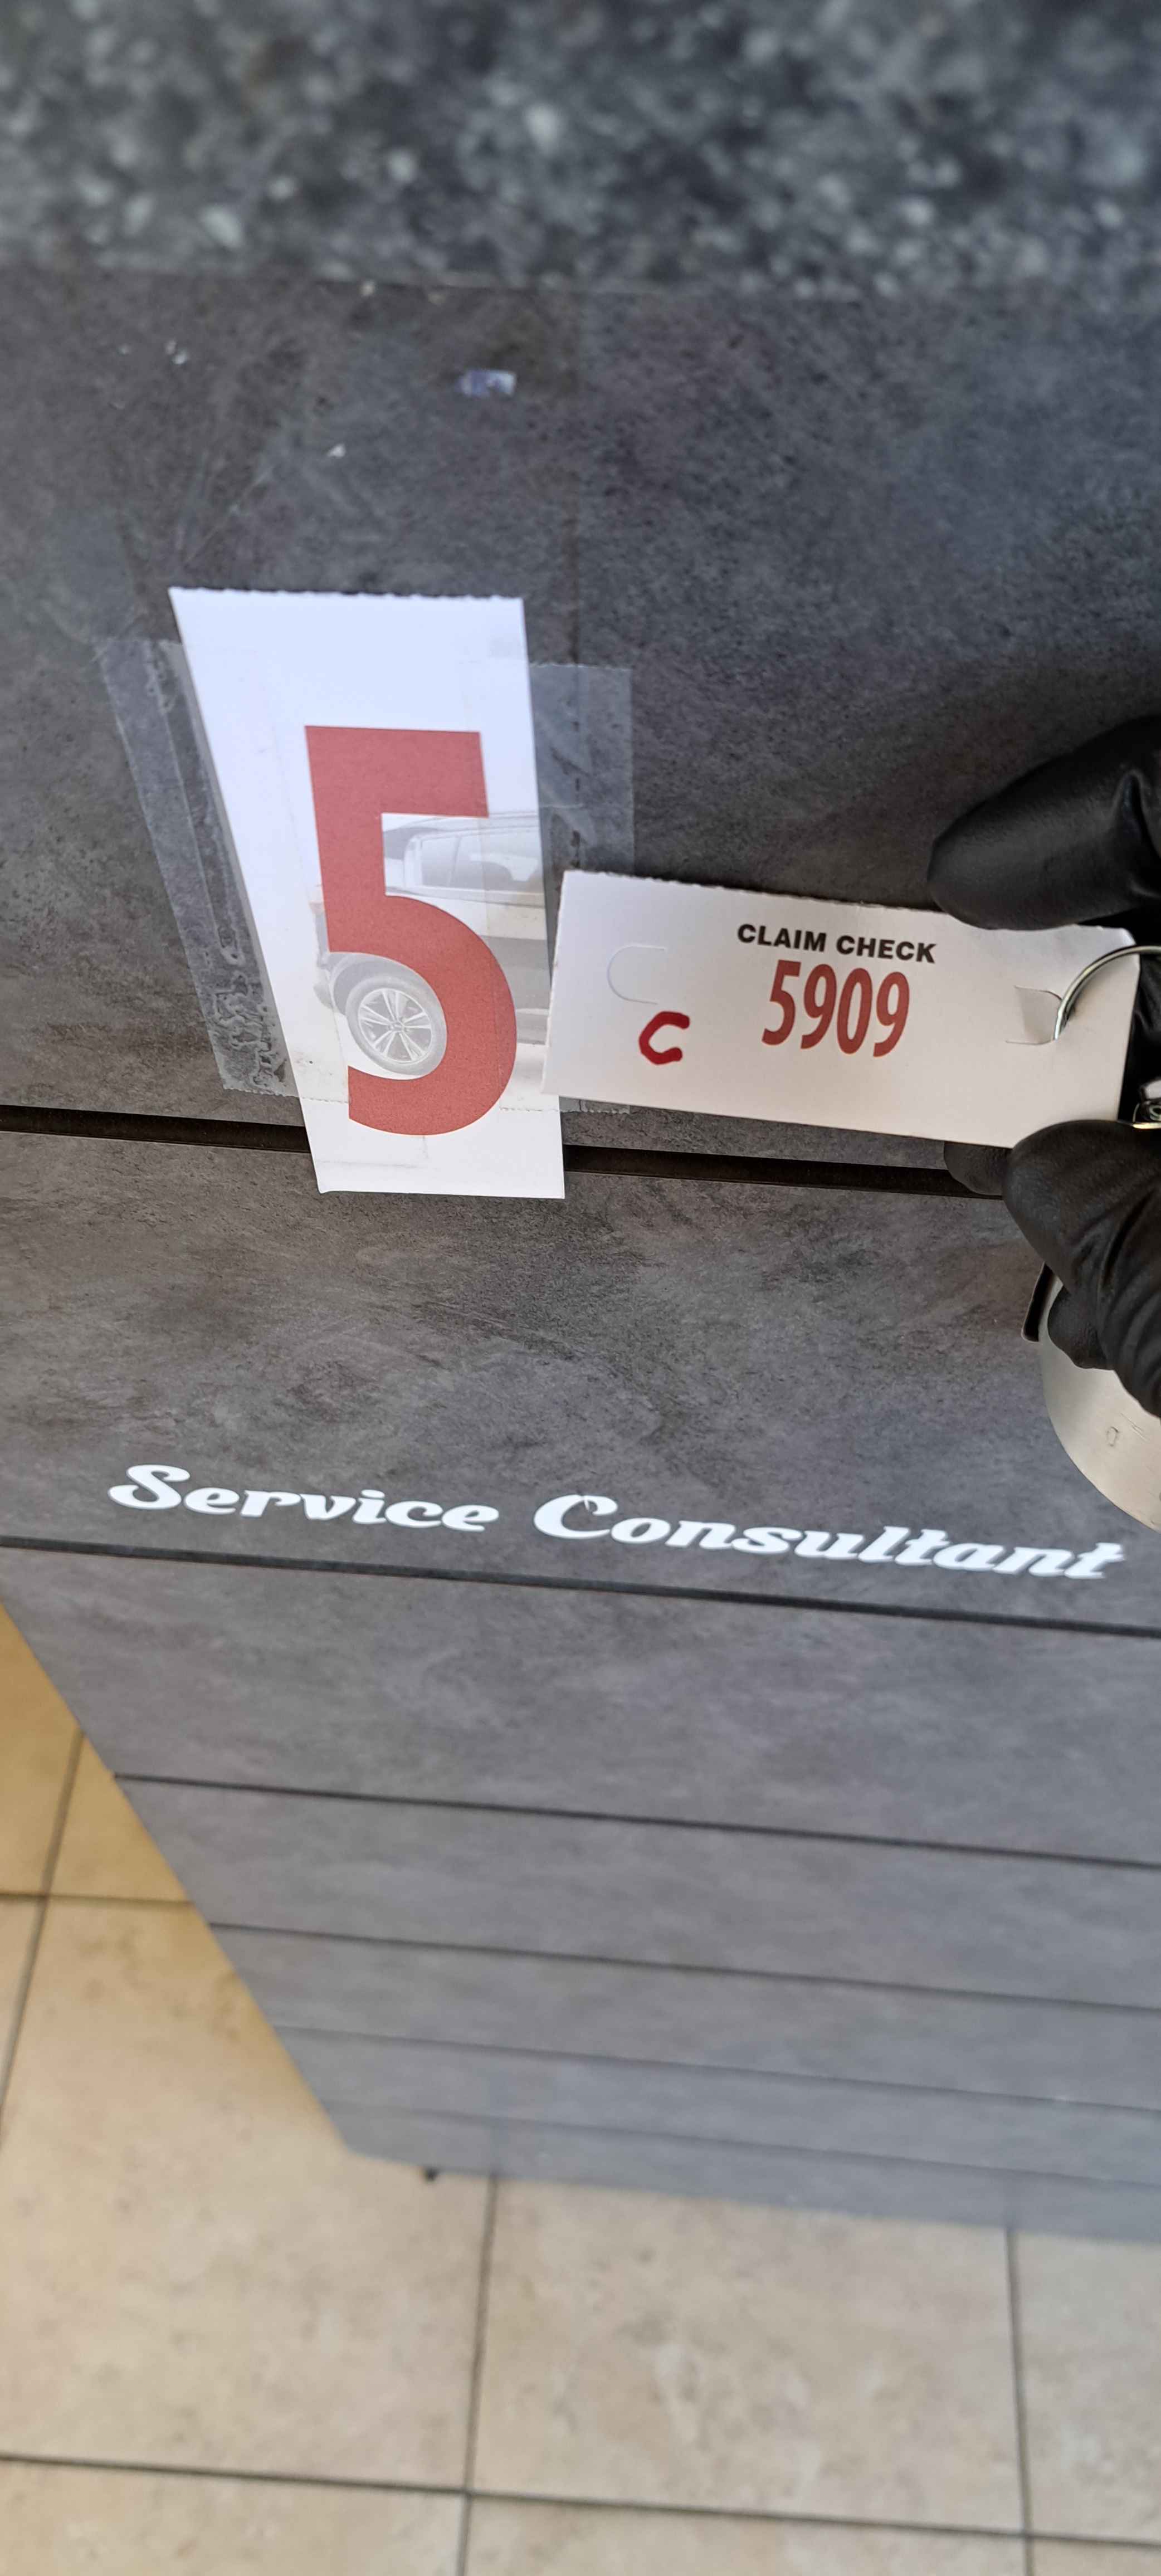 5
CLAIM CHECK
5909
C
Service Consultant